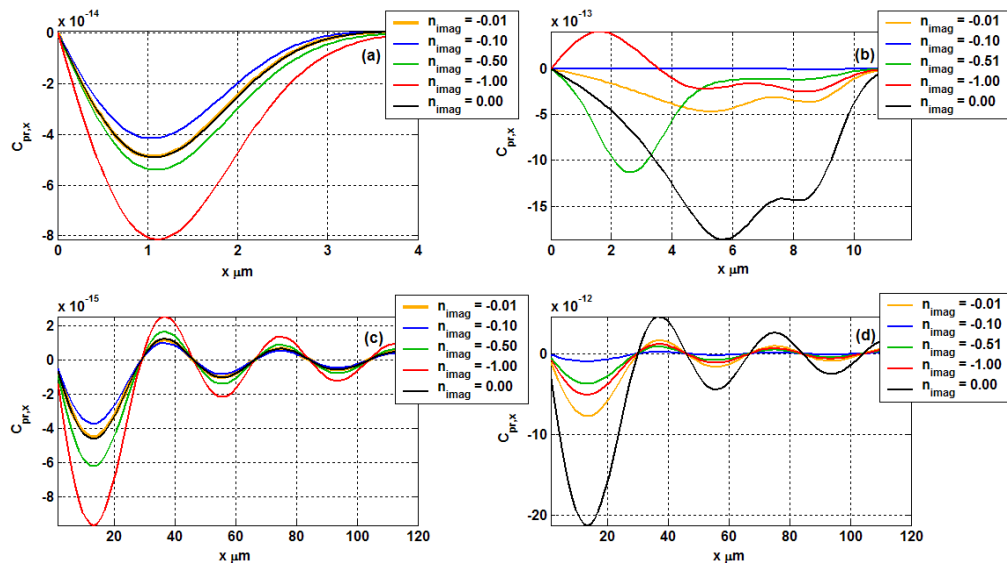 x 10^-14
(a)
n_imag = -0.01
n_imag = -0.10
n_imag = -0.50
n_imag = -1.00
n_imag = 0.00
0
-2
-4
-6
-8
C_pr,x
0 1 2 3 4
x μm
x 10^-13
(b)
n_imag = -0.01
n_imag = -0.10
n_imag = -0.51
n_imag = -1.00
n_imag = 0.00
0
-5
-10
-15
C_pr,x
0 2 4 6 8 10
x μm
x 10^-15
(c)
n_imag = -0.01
n_imag = -0.10
n_imag = -0.50
n_imag = -1.00
n_imag = 0.00
2
0
-2
-4
-6
-8
C_pr,x
20 40 60 80 100 120
x μm
x 10^-12
(d)
n_imag = -0.01
n_imag = -0.10
n_imag = -0.51
n_imag = -1.00
n_imag = 0.00
0
-10
-20
C_pr,x
20 40 60 80 100 120
x μm